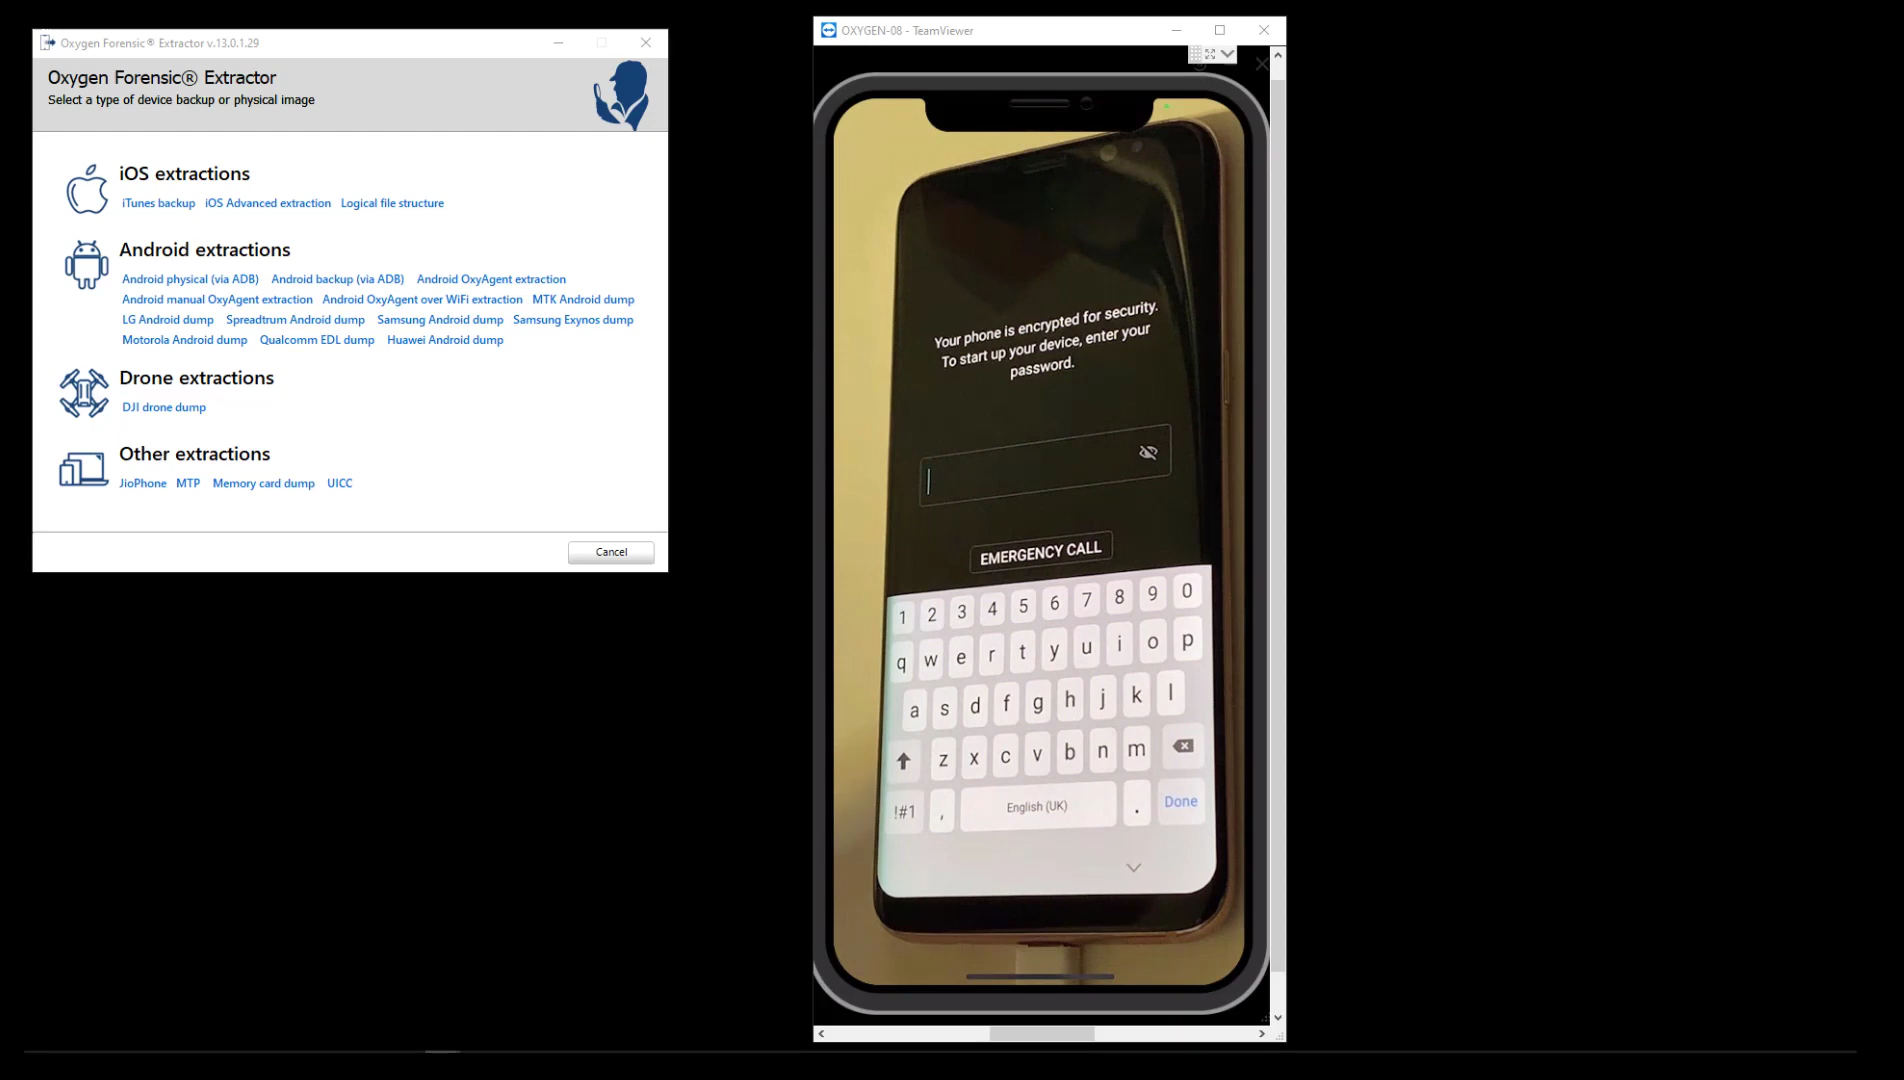 Oxygen Forensic® Extractor v.13.0.1.29
Oxygen Forensic® Extractor
Select a type of device backup or physical image
iOS extractions
iTunes backup iOS Advanced extraction Logical file structure
Android extractions
Android physical (via ADB) Android backup (via ADB) Android OxyAgent extraction
Android manual OxyAgent extraction Android OxyAgent over WiFi extraction MTK Android dump
LG Android dump Spreadtrum Android dump Samsung Android dump Samsung Exynos dump
Motorola Android dump Qualcomm EDL dump Huawei Android dump
Drone extractions
DJI drone dump
Other extractions
JioPhone MTP Memory card dump UICC
Cancel
OXYGEN-08 - TeamViewer
Your phone is encrypted for security.
To start up your device, enter your
password.
EMERGENCY CALL
1 2 3 4 5 6 7 8 9 0
q w e r t y u i o p
a s d f g h j k l
z x c v b n m
!#1 , English (UK) . Done